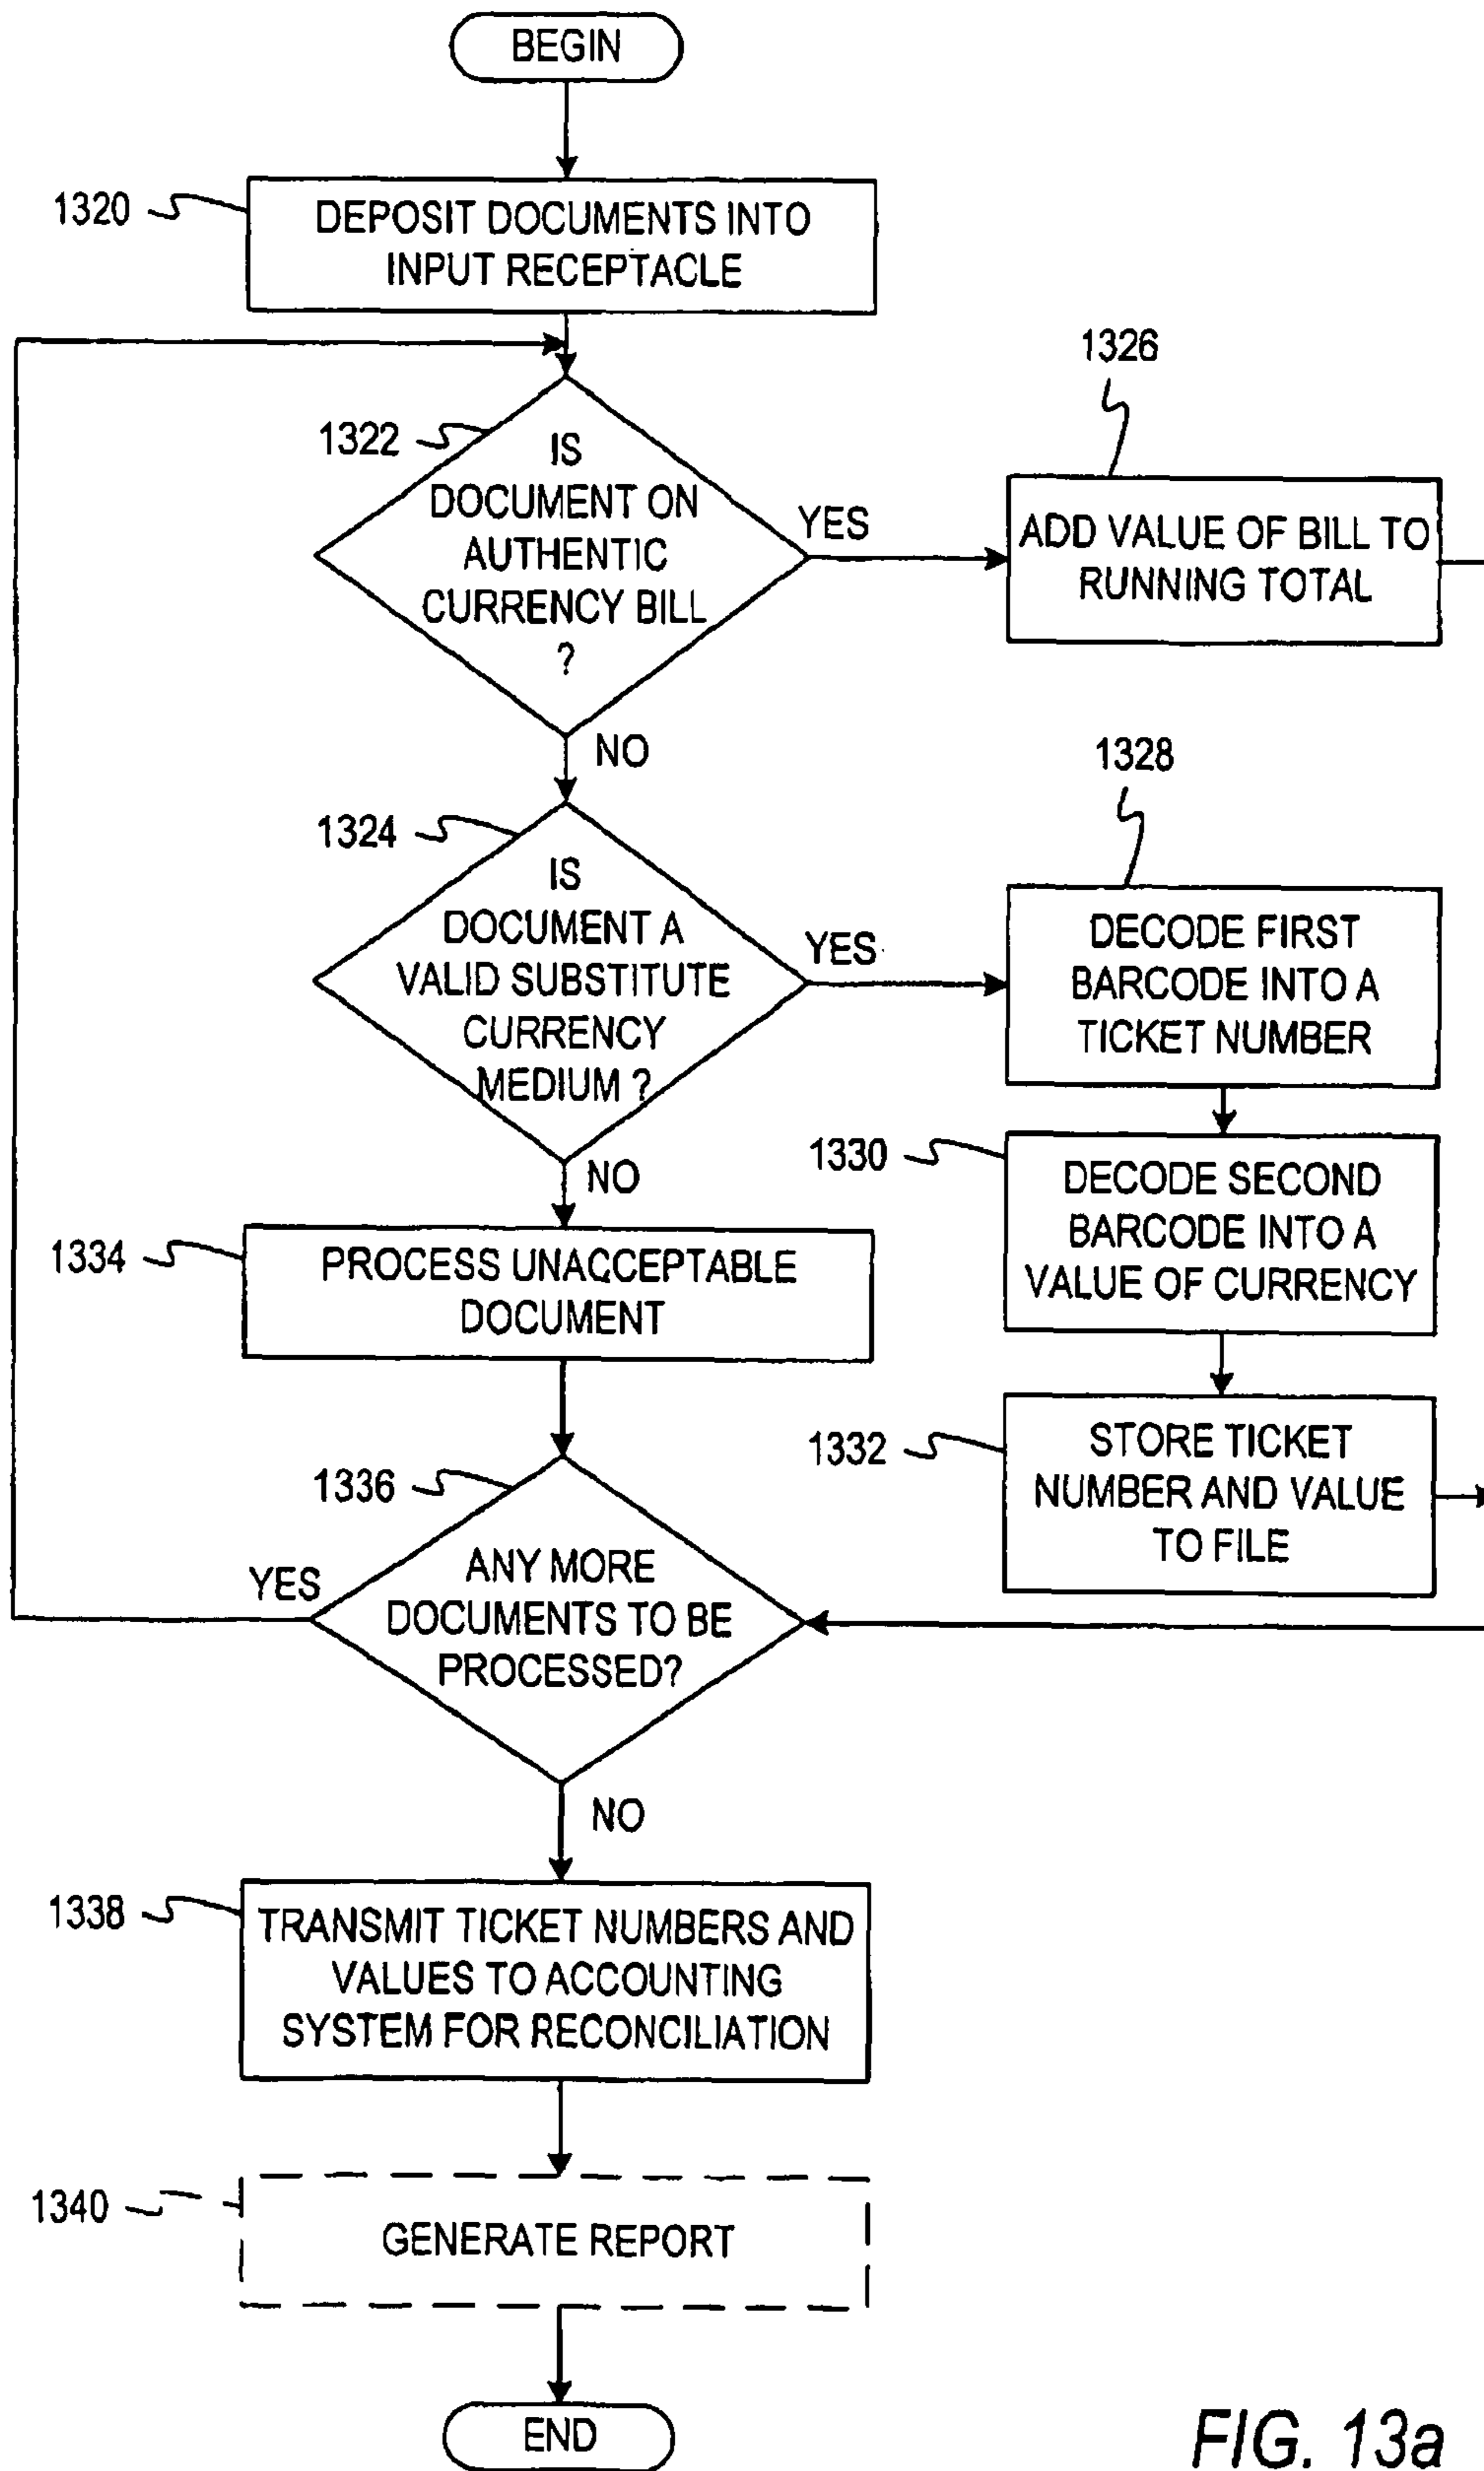 BEGIN
1320
DEPOSIT DOCUMENTS INTO
INPUT RECEPTACLE
1322
IS
DOCUMENT ON
AUTHENTIC
CURRENCY BILL
?
YES
1326
ADD VALUE OF BILL TO
RUNNING TOTAL
NO
1324
IS
DOCUMENT A
VALID SUBSTITUTE
CURRENCY
MEDIUM ?
YES
1328
DECODE FIRST
BARCODE INTO A
TICKET NUMBER
1330
DECODE SECOND
BARCODE INTO A
VALUE OF CURRENCY
1332
STORE TICKET
NUMBER AND VALUE
TO FILE
NO
1334
PROCESS UNACCEPTABLE
DOCUMENT
1336
ANY MORE
DOCUMENTS TO BE
PROCESSED?
YES
NO
1338
TRANSMIT TICKET NUMBERS AND
VALUES TO ACCOUNTING
SYSTEM FOR RECONCILIATION
1340
GENERATE REPORT
END
FIG. 13a